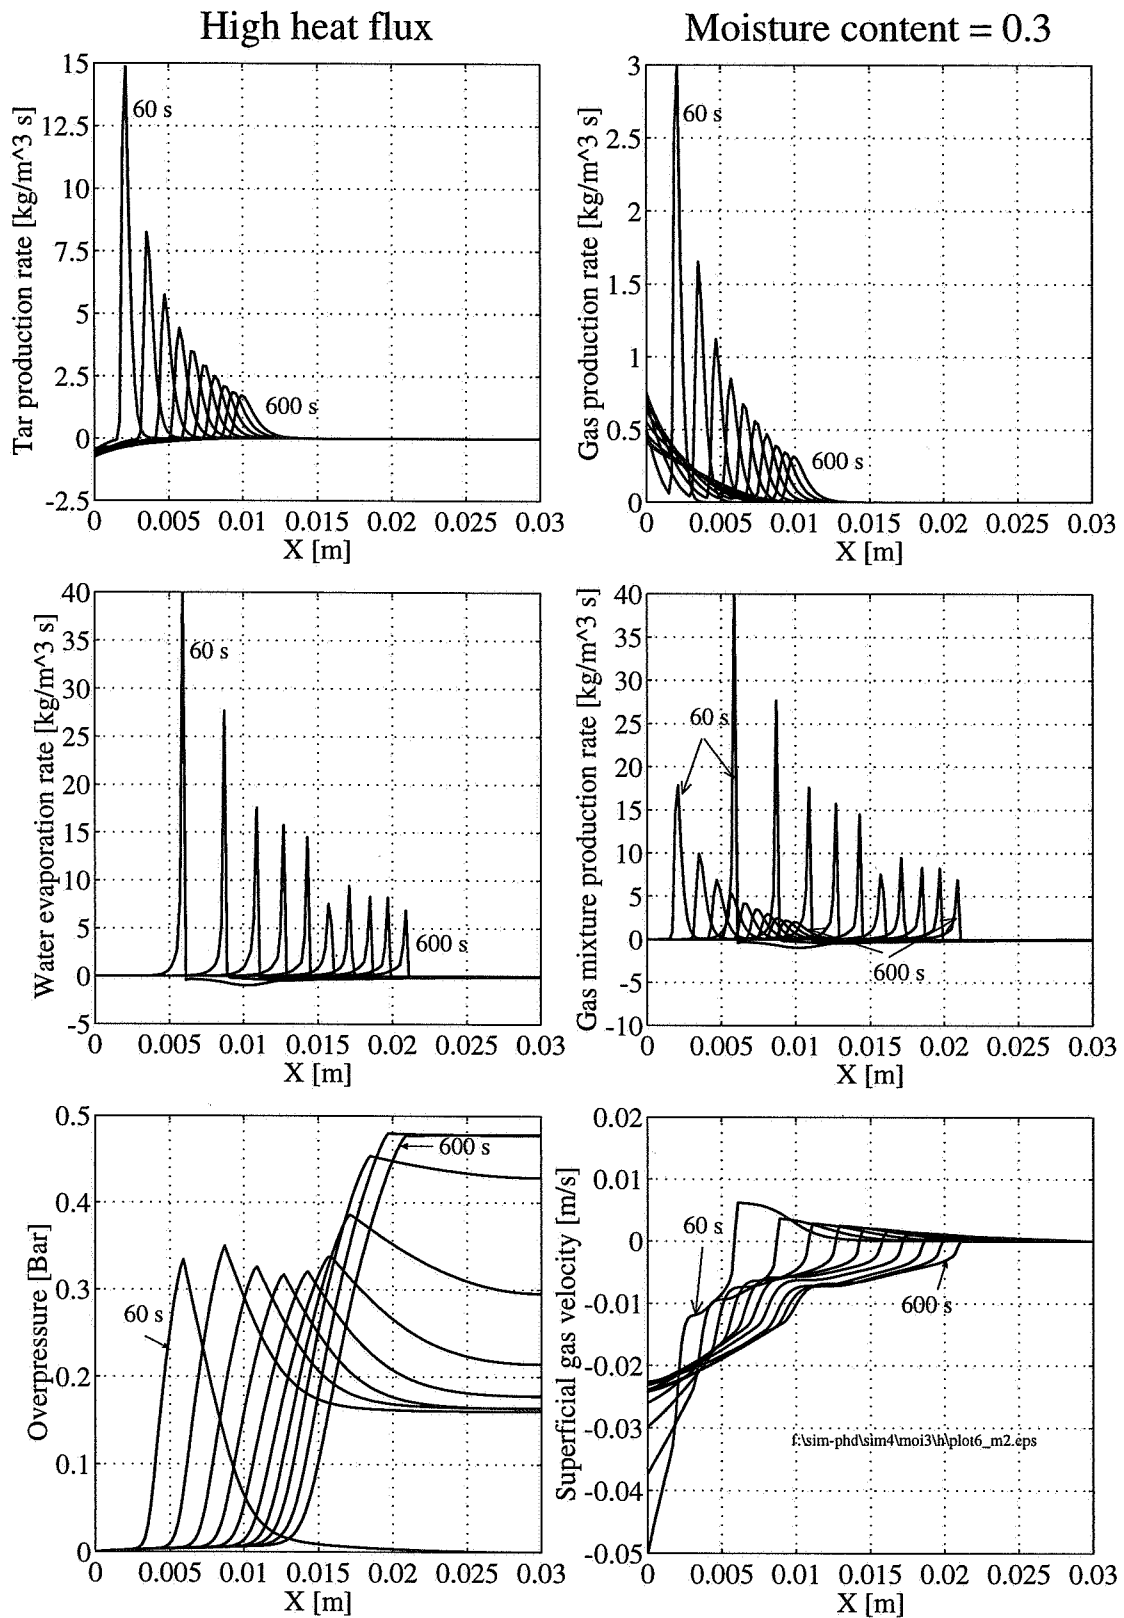 High heat flux
Moisture content = 0.3
Tar production rate [kg/m^3 s]
15
12.5
10
7.5
5
2.5
0
-2.5
60 s
600 s
0 0.005 0.01 0.015 0.02 0.025 0.03
X [m]
Gas production rate [kg/m^3 s]
3
2.5
2
1.5
1
0.5
0
60 s
600 s
0 0.005 0.01 0.015 0.02 0.025 0.03
X [m]
Water evaporation rate [kg/m^3 s]
40
35
30
25
20
15
10
5
0
-5
60 s
600 s
0 0.005 0.01 0.015 0.02 0.025 0.03
X [m]
Gas mixture production rate [kg/m^3 s]
40
35
30
25
20
15
10
5
0
-5
-10
60 s
600 s
0 0.005 0.01 0.015 0.02 0.025 0.03
X [m]
Overpressure [Bar]
0.5
0.4
0.3
0.2
0.1
0
600 s
60 s
0 0.005 0.01 0.015 0.02 0.025 0.03
X [m]
Superficial gas velocity [m/s]
0.02
0.01
0
-0.01
-0.02
-0.03
-0.04
-0.05
60 s
600 s
f:\sim-phd\sim4\moi3\h\plot6_m2.eps
0 0.005 0.01 0.015 0.02 0.025 0.03
X [m]